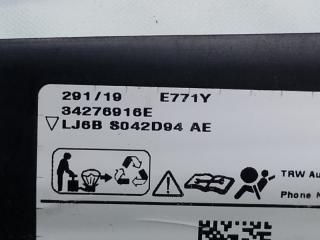 291/19 E771Y
34276916E
LJ6B S042D94 AE
TRW Au
Phone N